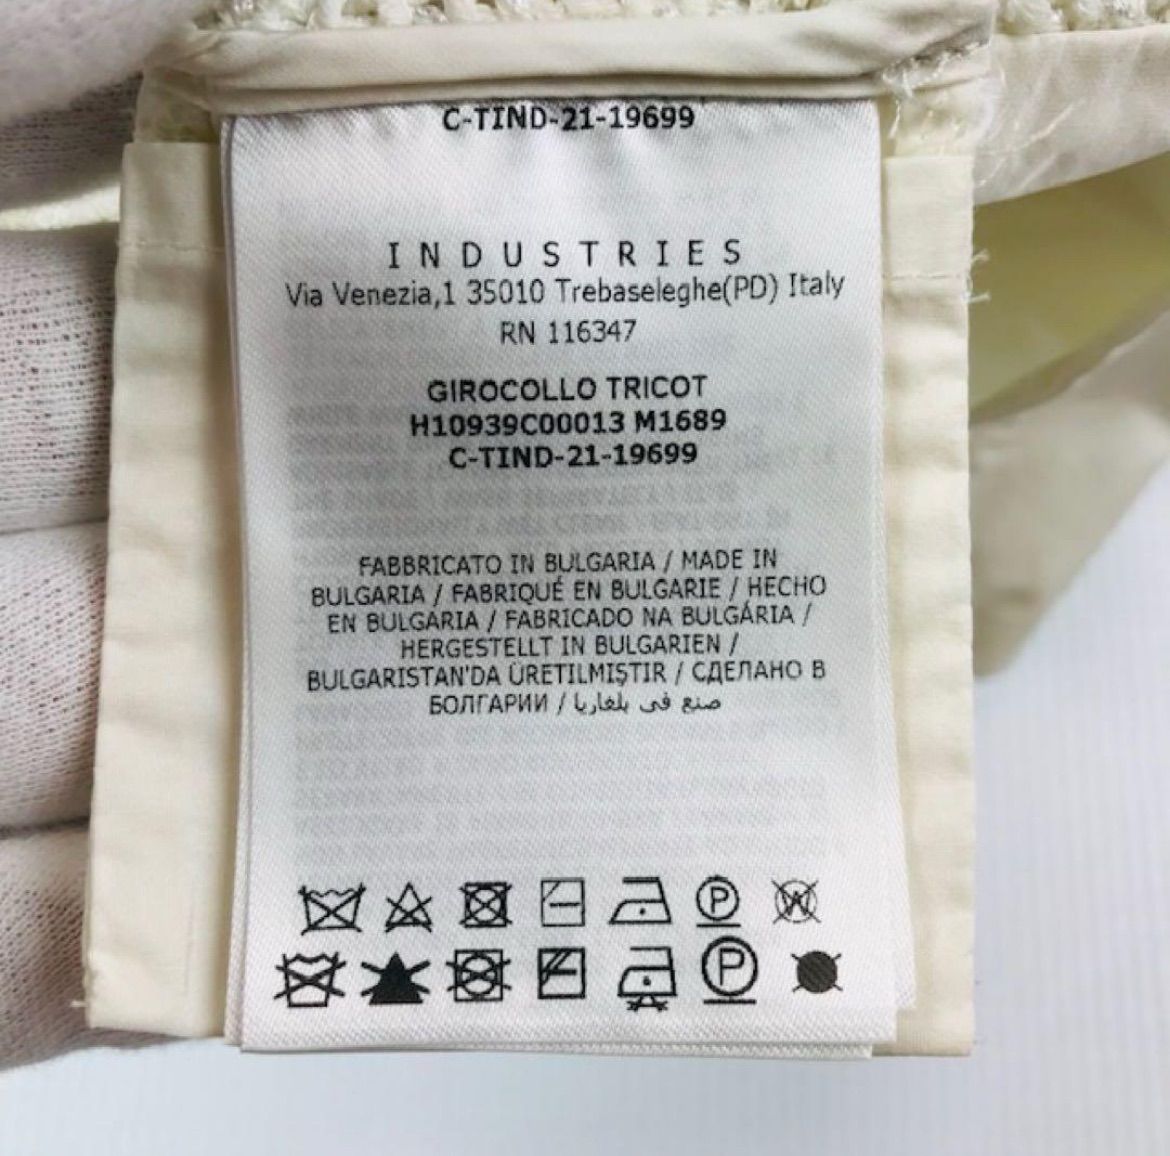 C-TIND-21-19699
INDUSTRIES
Via Venezia,1 35010 Trebaseleghe(PD) Italy
RN 116347
GIROCOLLO TRICOT
H10939C00013 M1689
C-TIND-21-19699
FABBRICATO IN BULGARIA / MADE IN
BULGARIA / FABRIQUÉ EN BULGARIE / HECHO
EN BULGARIA / FABRICADO NA BULGÁRIA /
HERGESTELLT IN BULGARIEN /
BULGARISTAN'DA ÜRETILMIŞTIR / СДЕЛАНО В
БОЛГАРИИ / صنع في بلغاريا
P W
P